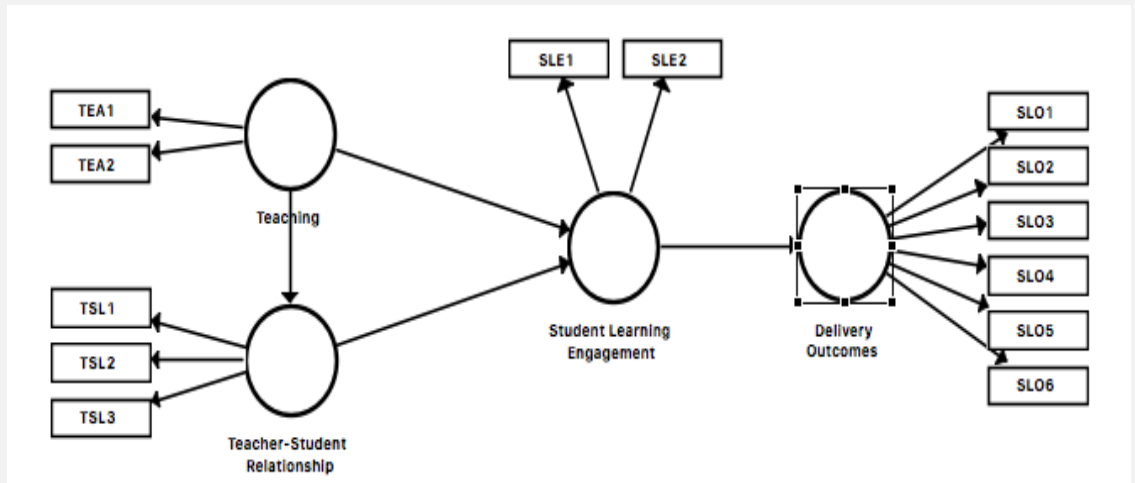 SLE1
SLE2
TEA1
TEA2
Teaching
TSL1
TSL2
TSL3
Teacher-Student
Relationship
Student Learning
Engagement
Delivery
Outcomes
SLO1
SLO2
SLO3
SLO4
SLO5
SLO6